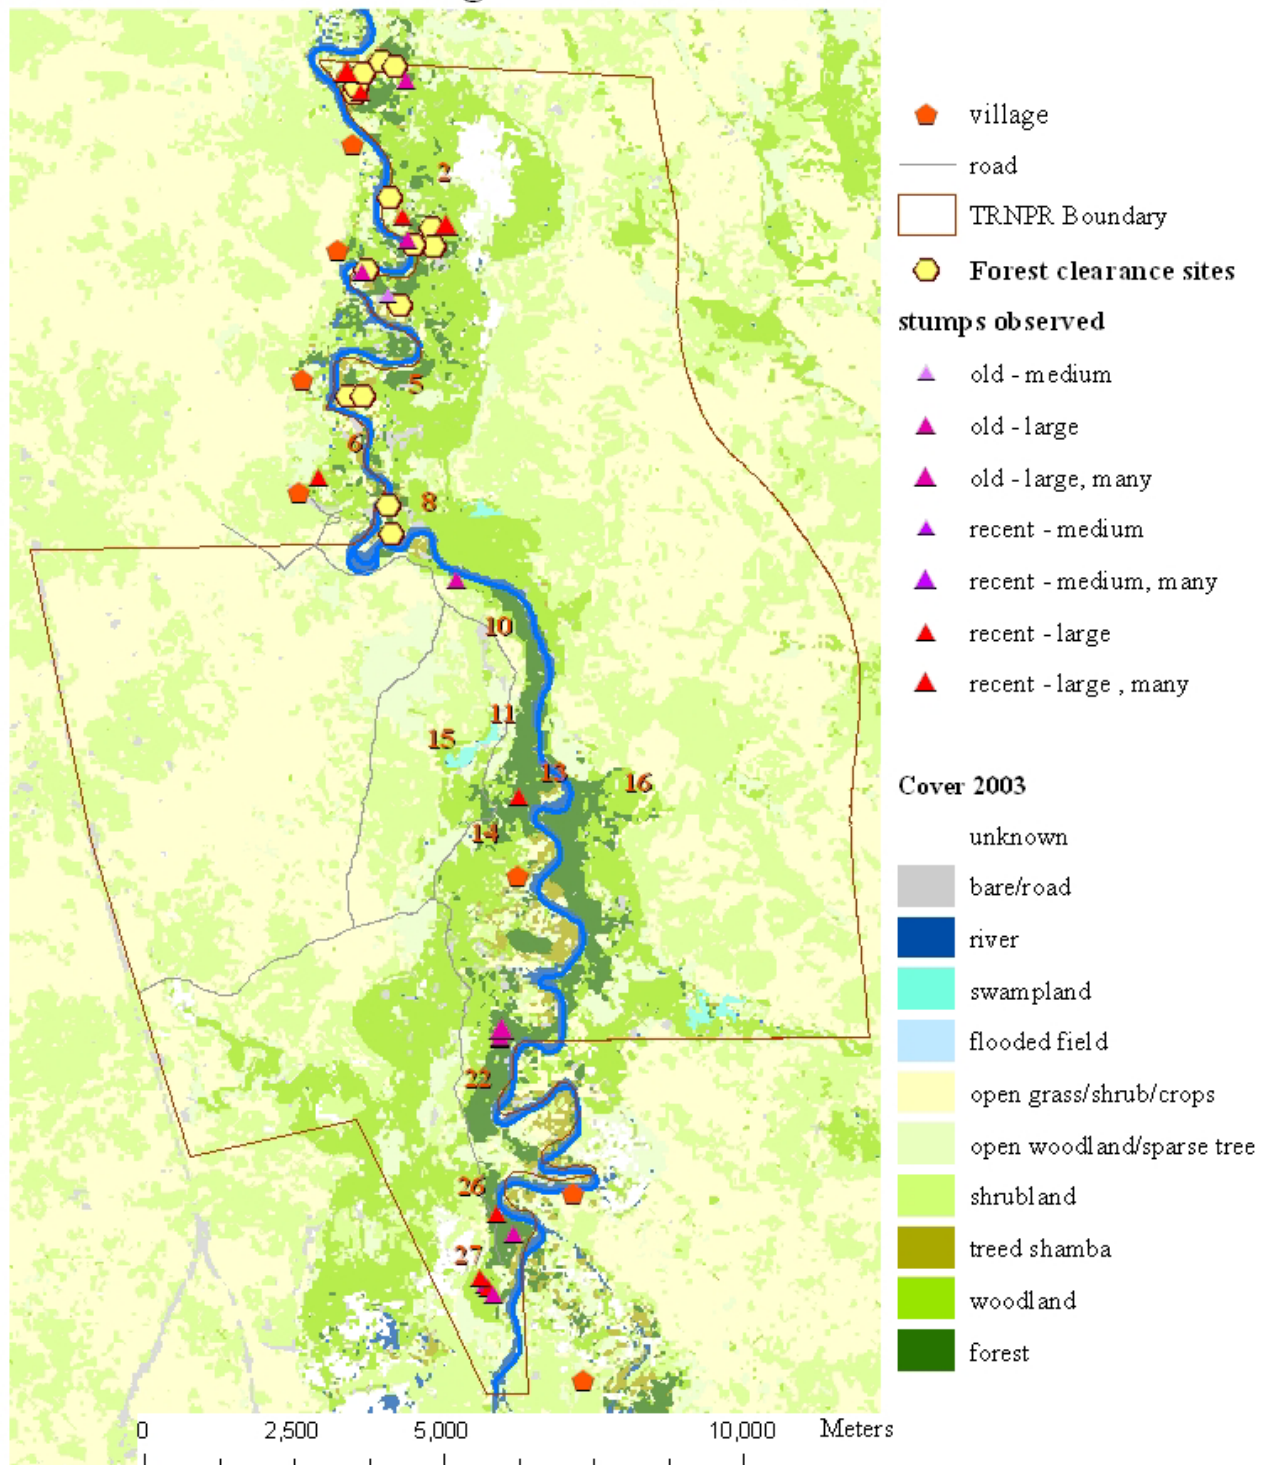 village
road
TRNPR Boundary
Forest clearance sites
stumps observed
old - medium
old - large
old - large, many
recent - medium
recent - medium, many
recent - large
recent - large , many
Cover 2003
unknown
bare/road
river
swampland
flooded field
open grass/shrub/crops
open woodland/sparse tree
shrubland
treed shamba
woodland
forest
2
5
6
8
10
11
15
13
16
14
22
26
27
0 2,500 5,000 10,000 Meters